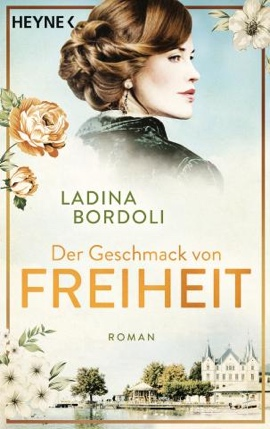 HEYNE
LADINA
BORDOLI
Der Geschmack von
FREIHEIT
ROMAN